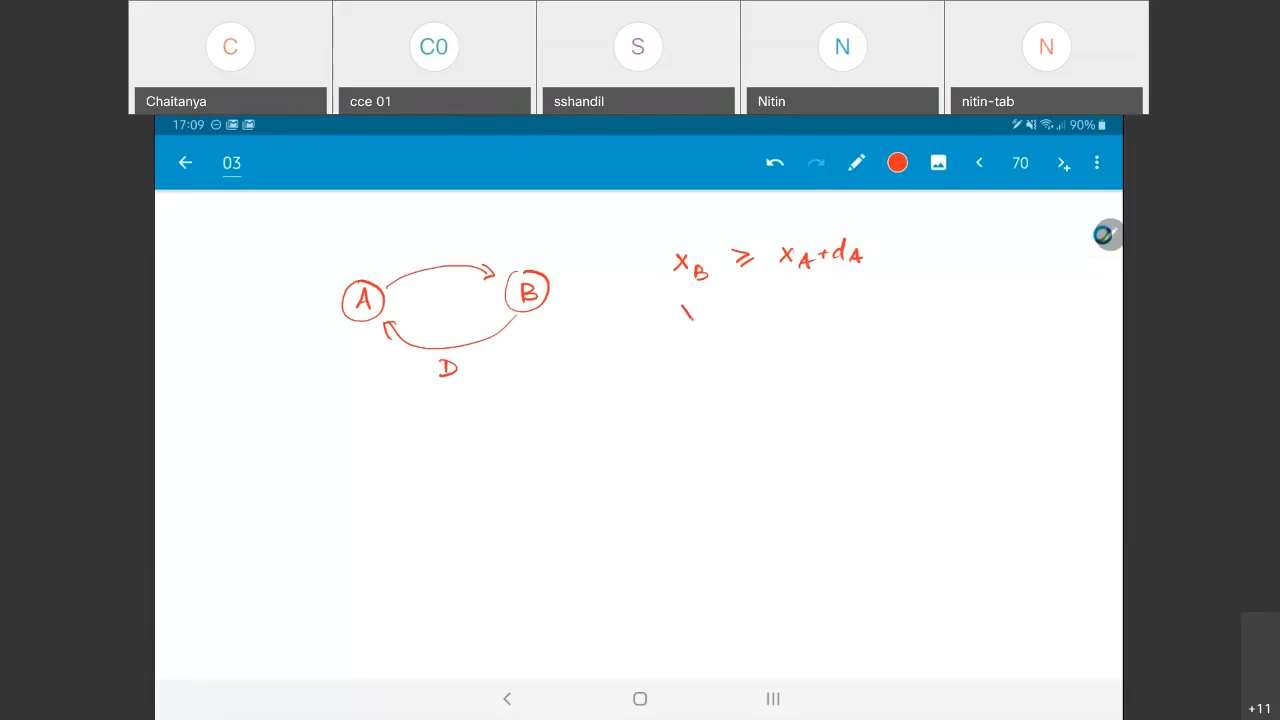 C C0 S N N
Chaitanya cce 01 sshandil Nitin nitin-tab
17:09 90%
03 70
x_B ≥ x_A + d_A
A B
D
+11